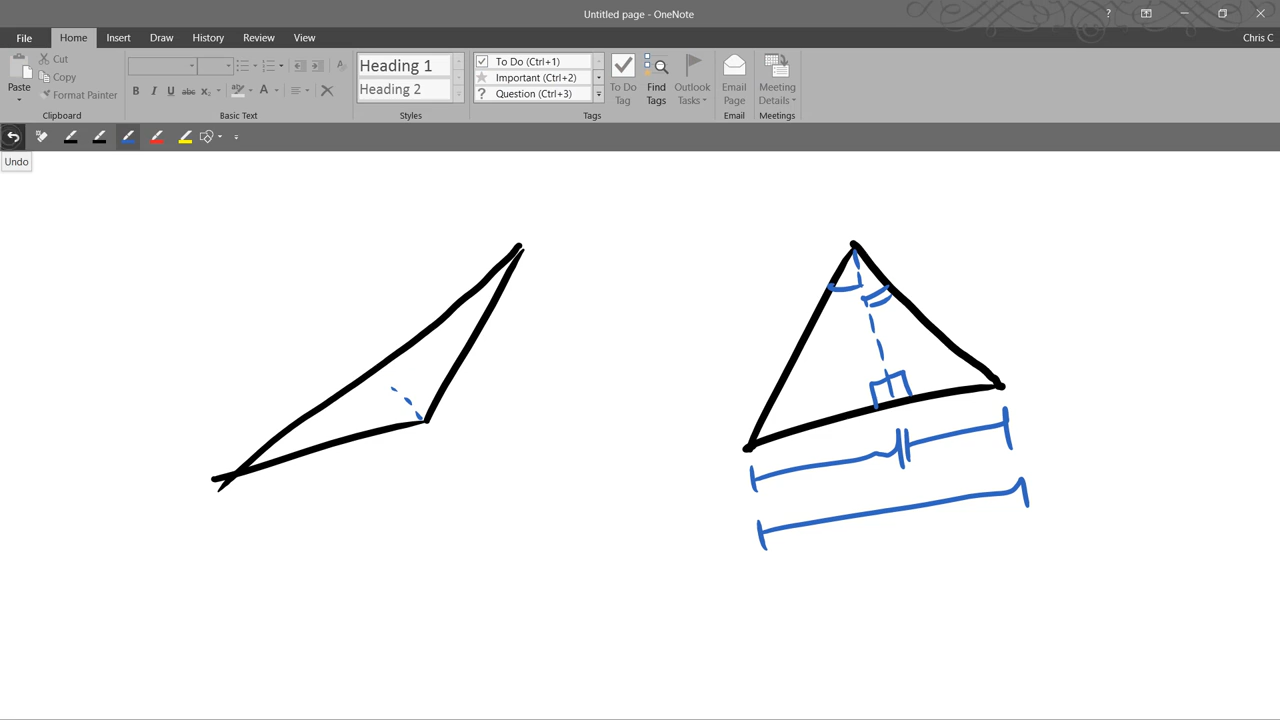 Untitled page - OneNote
?
File Home Insert Draw History Review View
Chris C
Paste
Cut
Copy
Format Painter
Clipboard
B I U abc x₂ A
Basic Text
Heading 1
Heading 2
Styles
To Do (Ctrl+1)
Important (Ctrl+2)
? Question (Ctrl+3)
To Do
Tag
Find
Tags
Outlook
Tasks
Tags
Email
Page
Email
Meeting
Details
Meetings
Undo